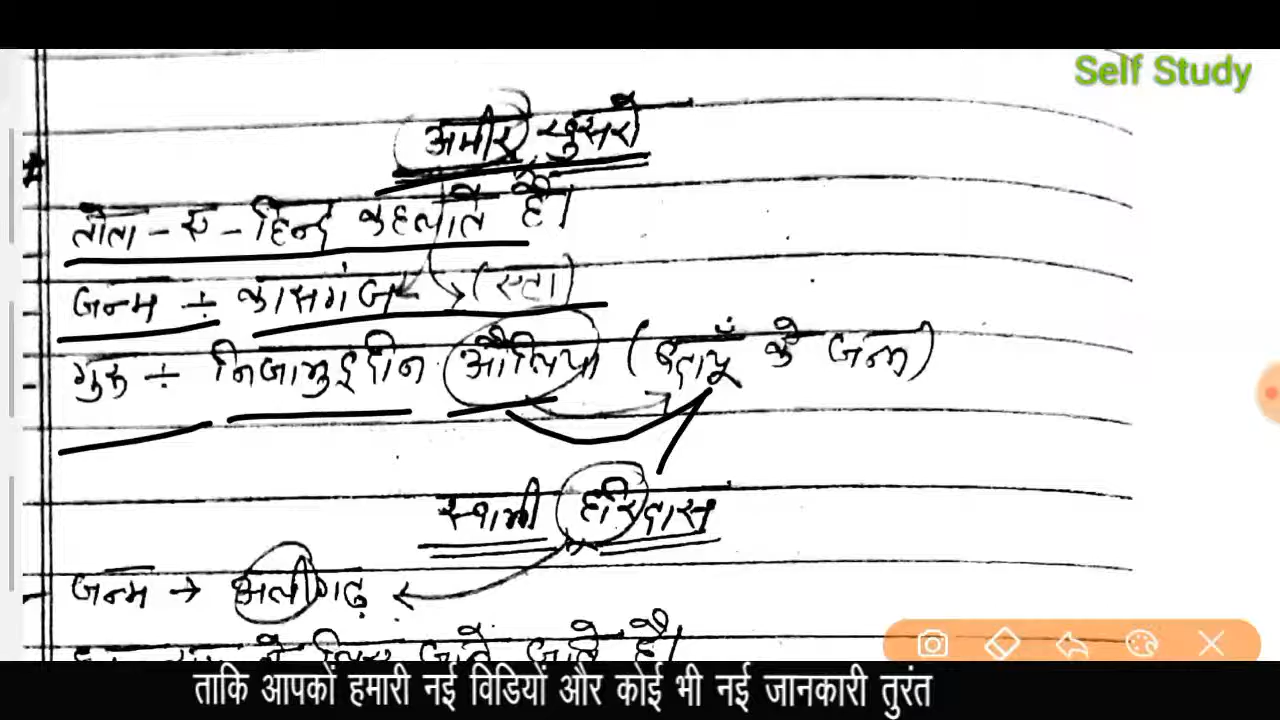 Self Study
अमीर खुसरो
तोता - ए - हिन्द कहलाते हैं।
जन्म ÷ कासगंज (एटा)
गुरु ÷ निजामुद्दीन औलिया (बदायूँ के जन्म)
स्वामी हरिदास
जन्म → अलीगढ़
जाते है।
ताकि आपकों हमारी नई विडियों और कोई भी नई जानकारी तुरंत